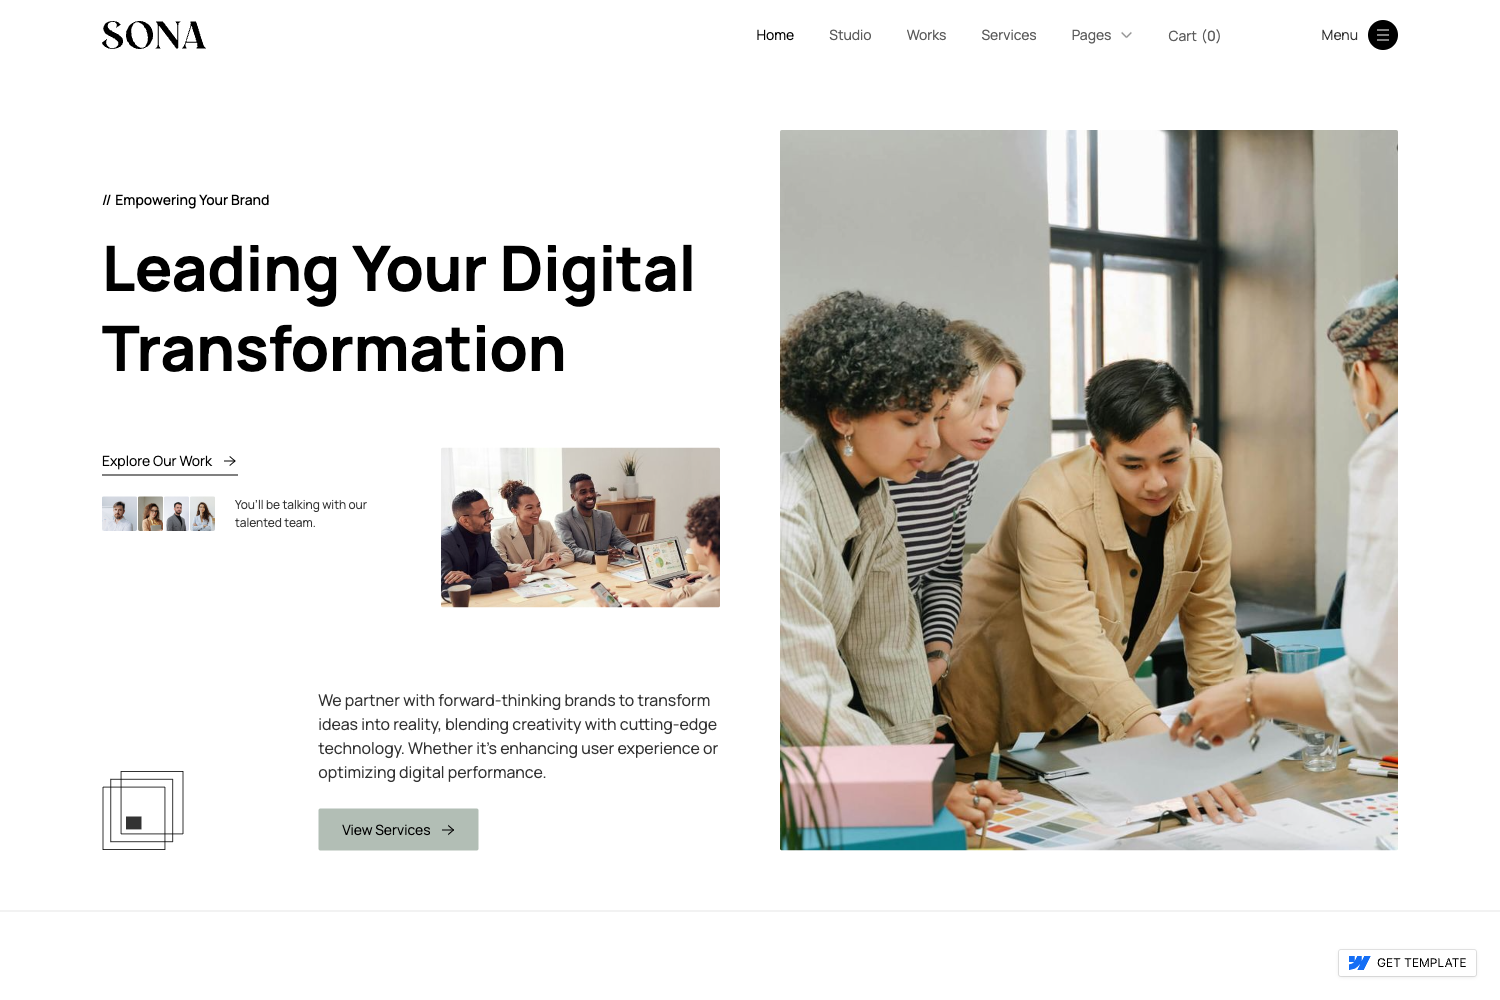 SONA
Home
Studio
Works
Services
Pages
Cart (0)
Menu
// Empowering Your Brand
Leading Your Digital
Transformation
Explore Our Work
You'll be talking with our
talented team.
We partner with forward-thinking brands to transform
ideas into reality, blending creativity with cutting-edge
technology. Whether it’s enhancing user experience or
optimizing digital performance.
View Services
GET TEMPLATE